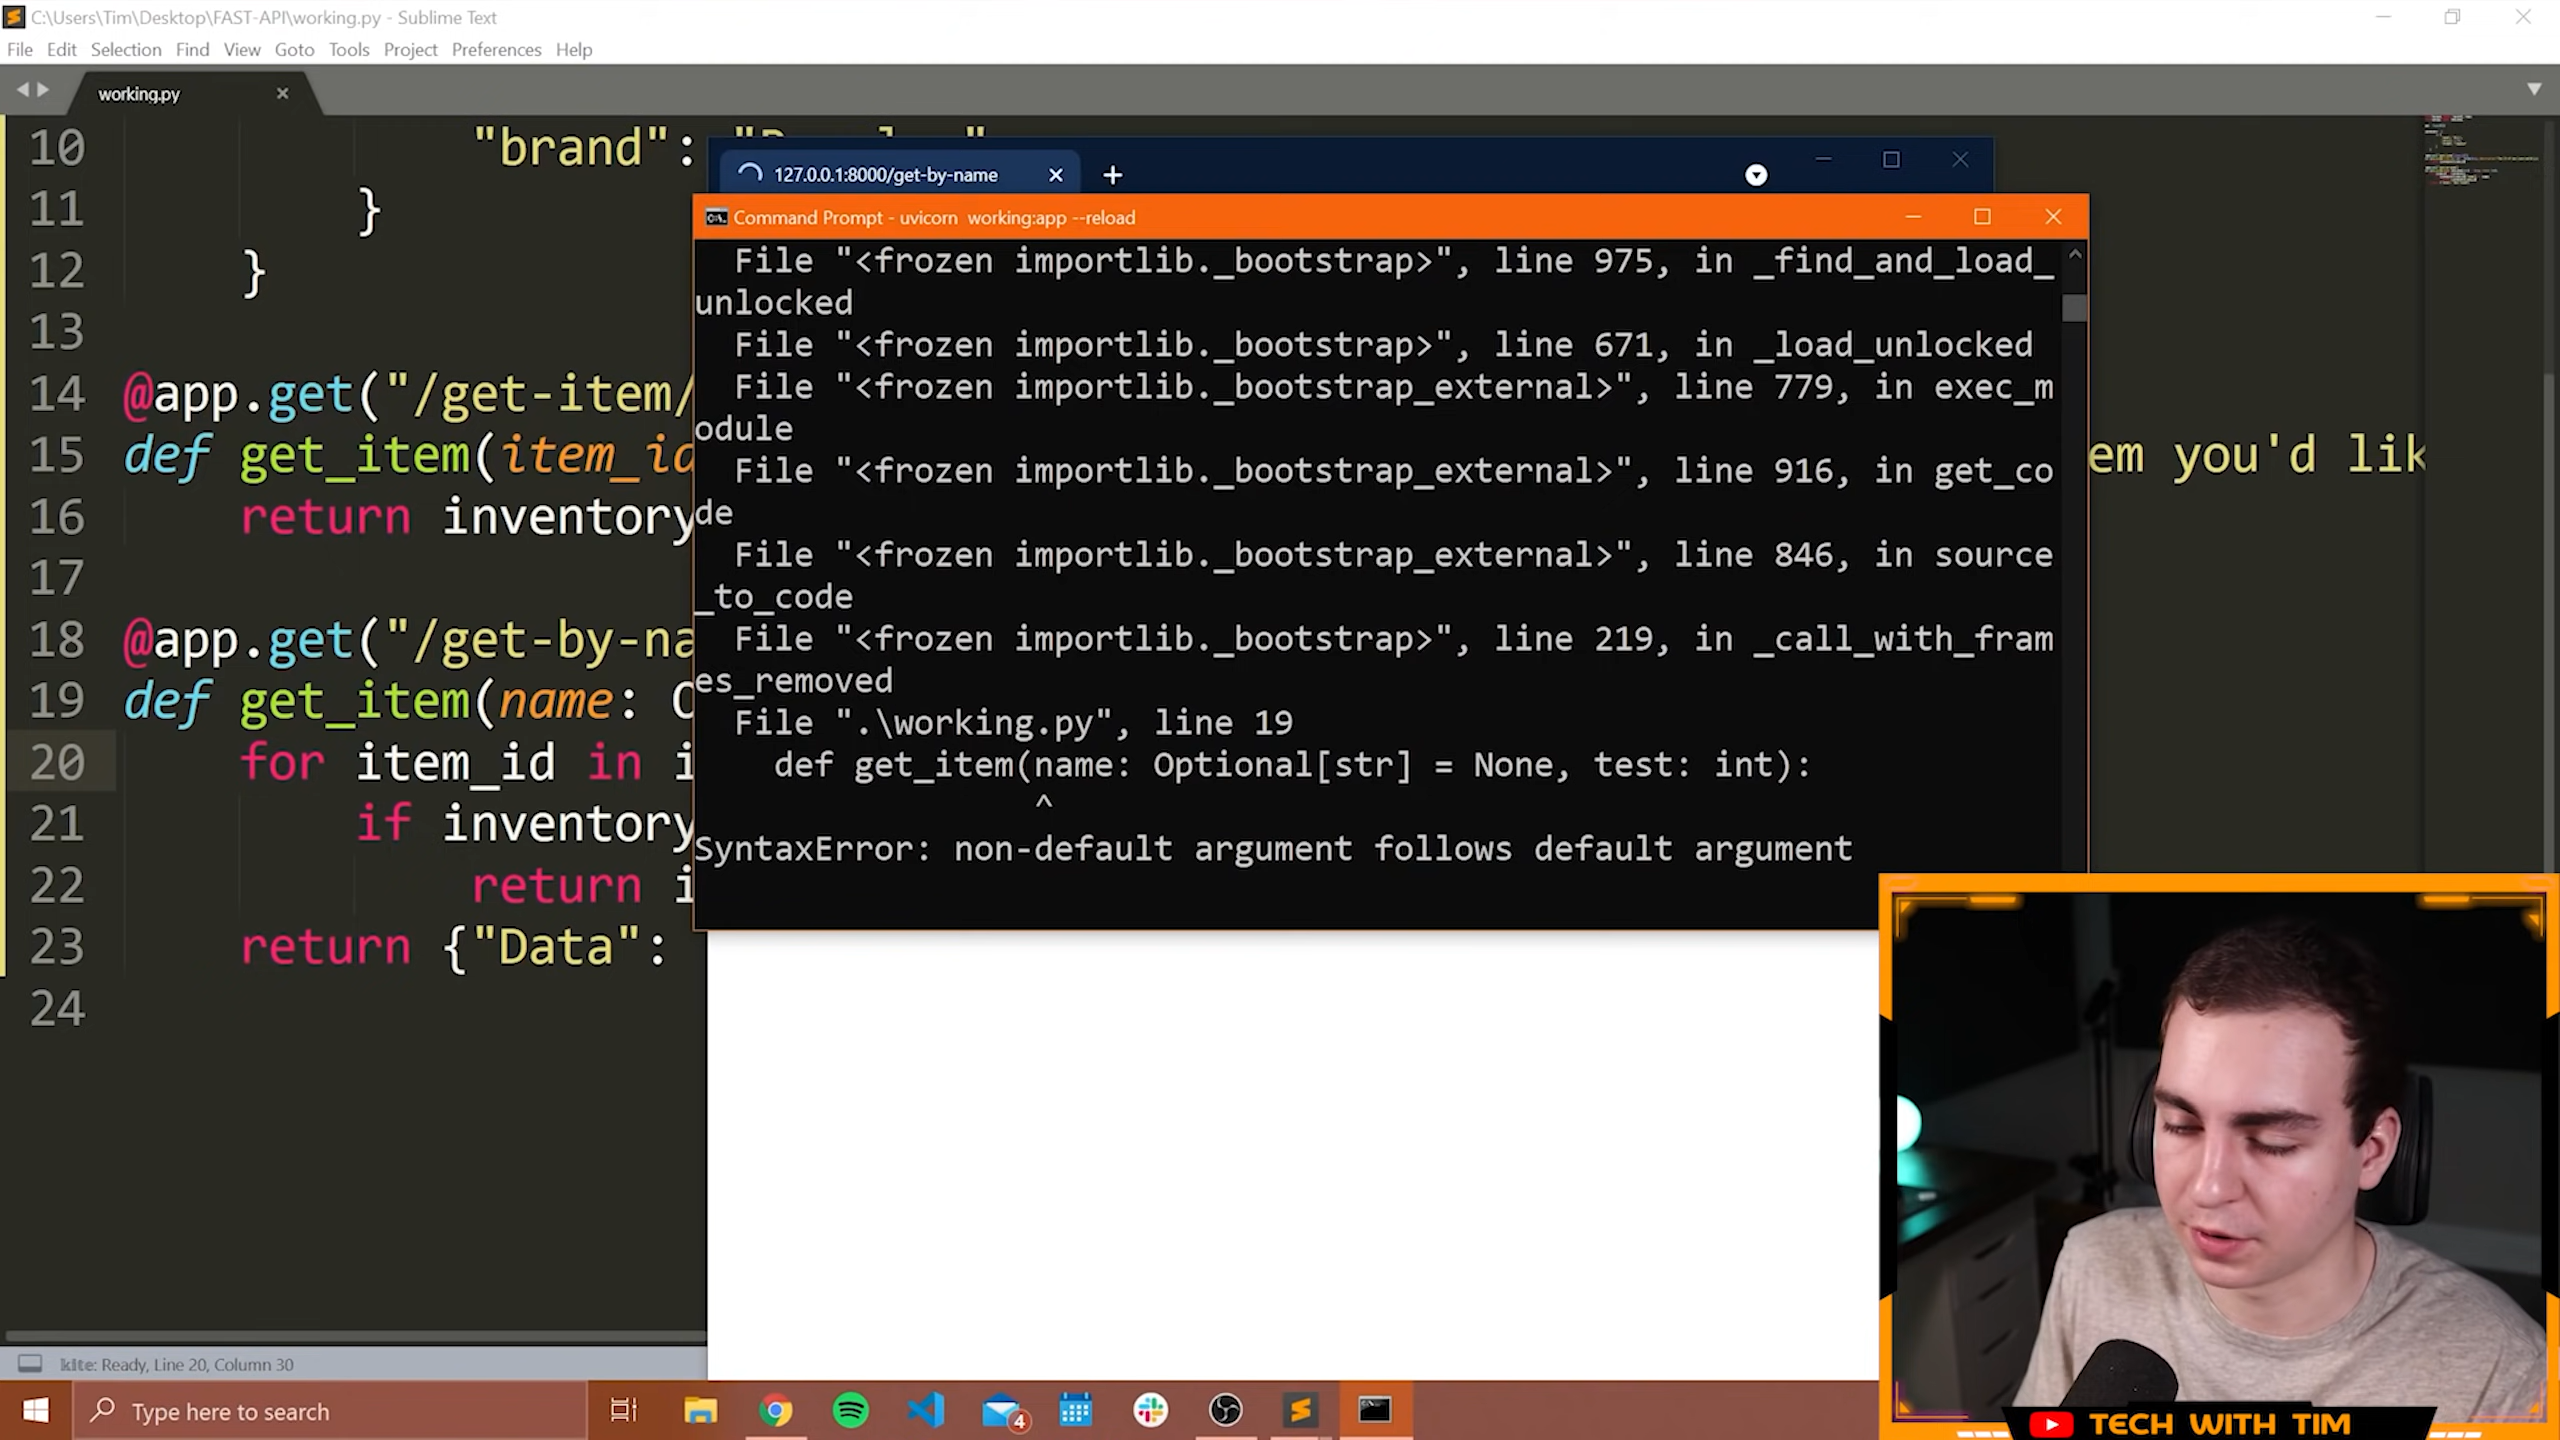 C:\Users\Tim\Desktop\FAST-API\working.py - Sublime Text
File Edit Selection Find View Goto Tools Project Preferences Help
working.py
10 "brand":
11 }
12 }
13
14 @app.get("/get-item/
15 def get_item(item_id
em you'd lik
16 return inventory
17
18 @app.get("/get-by-na
19 def get_item(name: O
20 for item_id in i
21 if inventory
22 return i
23 return {"Data":
24
127.0.0.1:8000/get-by-name
Command Prompt - uvicorn working:app --reload
File "<frozen importlib._bootstrap>", line 975, in _find_and_load_
unlocked
File "<frozen importlib._bootstrap>", line 671, in _load_unlocked
File "<frozen importlib._bootstrap_external>", line 779, in exec_m
odule
File "<frozen importlib._bootstrap_external>", line 916, in get_co
de
File "<frozen importlib._bootstrap_external>", line 846, in source
_to_code
File "<frozen importlib._bootstrap>", line 219, in _call_with_fram
es_removed
File ".\working.py", line 19
def get_item(name: Optional[str] = None, test: int):
^
SyntaxError: non-default argument follows default argument
kite: Ready, Line 20, Column 30
Type here to search
4
TECH WITH TIM